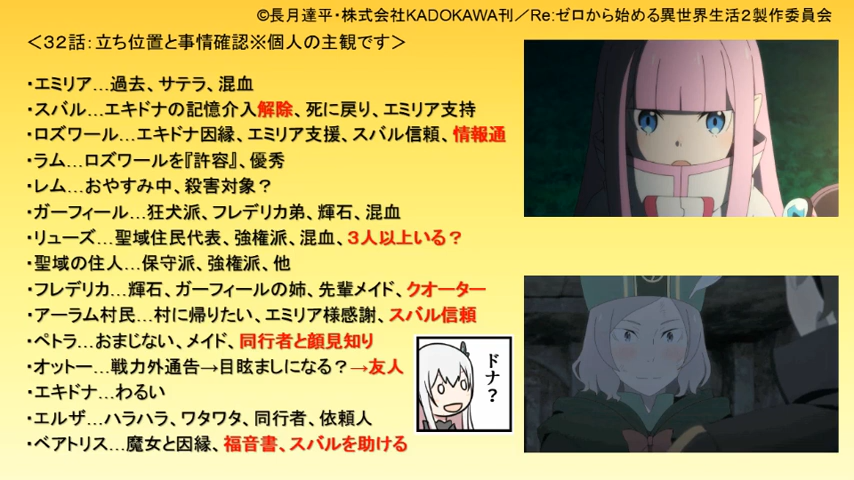 ©長月達平・株式会社KADOKAWA刊／Re:ゼロから始める異世界生活２製作委員会
＜３２話：立ち位置と事情確認※個人の主観です＞
・エミリア…過去、サテラ、混血
・スバル…エキドナの記憶介入解除、死に戻り、エミリア支持
・ロズワール…エキドナ因縁、エミリア支援、スバル信頼、情報通
・ラム…ロズワールを『許容』、優秀
・レム…おやすみ中、殺害対象？
・ガーフィール…狂犬派、フレデリカ弟、輝石、混血
・リューズ…聖域住民代表、強権派、混血、３人以上いる？
・聖域の住人…保守派、強権派、他
・フレデリカ…輝石、ガーフィールの姉、先輩メイド、クオーター
・アーラム村民…村に帰りたい、エミリア様感謝、スバル信頼
・ペトラ…おまじない、メイド、同行者と顔見知り
・オットー…戦力外通告→目眩ましになる？→友人
・エキドナ…わるい
・エルザ…ハラハラ、ワタワタ、同行者、依頼人
・ベアトリス…魔女と因縁、福音書、スバルを助ける
ドナ？